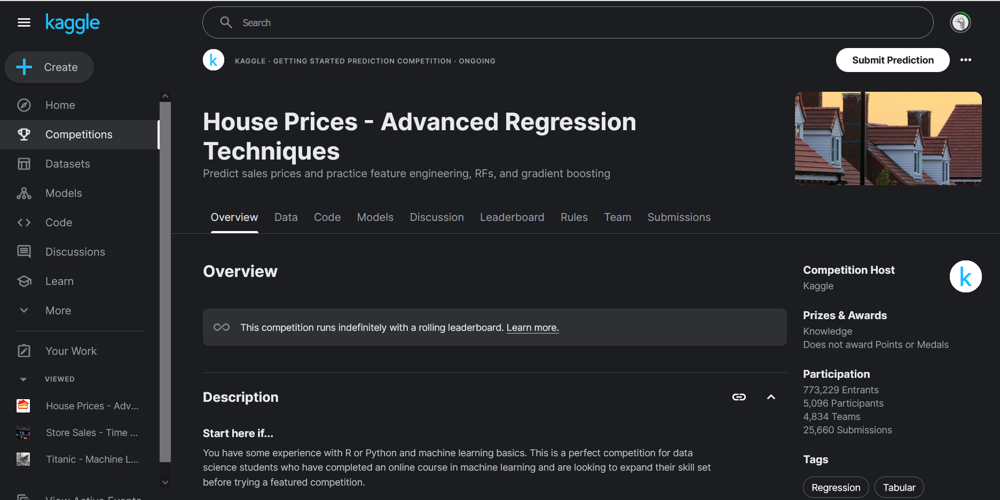 kaggle
Search
Create
Home
Competitions
Datasets
Models
Code
Discussions
Learn
More
Your Work
VIEWED
House Prices - Adv...
Store Sales - Time ...
Titanic - Machine L...
View Active Events
k
KAGGLE · GETTING STARTED PREDICTION COMPETITION · ONGOING
Submit Prediction
House Prices - Advanced Regression
Techniques
Predict sales prices and practice feature engineering, RFs, and gradient boosting
Overview Data Code Models Discussion Leaderboard Rules Team Submissions
Overview
This competition runs indefinitely with a rolling leaderboard. Learn more.
Description
Start here if...
You have some experience with R or Python and machine learning basics. This is a perfect competition for data
science students who have completed an online course in machine learning and are looking to expand their skill set
before trying a featured competition.
Competition Host
Kaggle
k
Prizes & Awards
Knowledge
Does not award Points or Medals
Participation
773,229 Entrants
5,096 Participants
4,834 Teams
25,660 Submissions
Tags
Regression Tabular